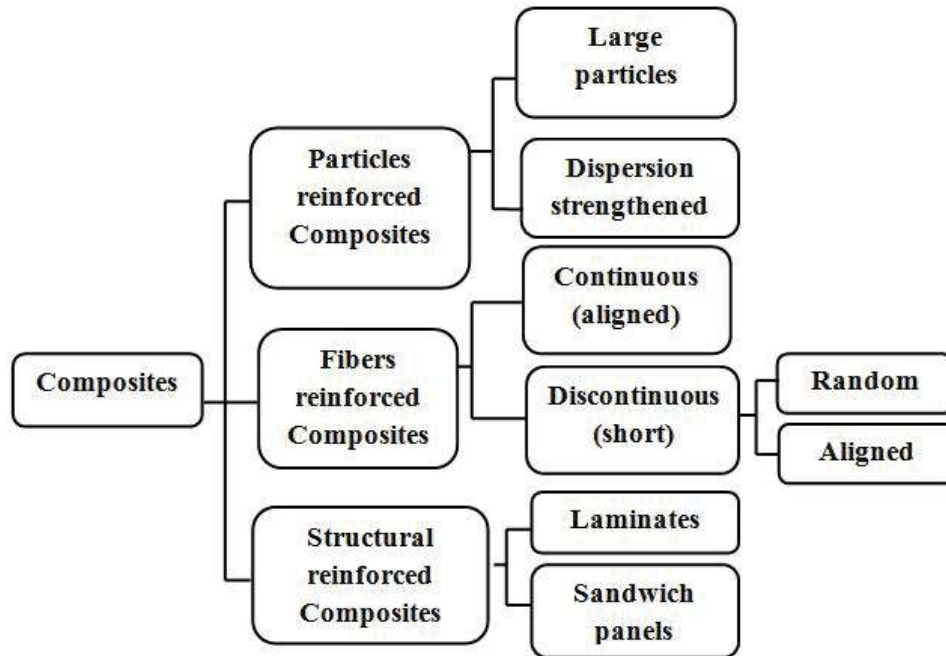 Large
particles
Particles
reinforced
Composites
Dispersion
strengthened
Continuous
(aligned)
Composites
Fibers
reinforced
Composites
Discontinuous
(short)
Random
Aligned
Structural
reinforced
Composites
Laminates
Sandwich
panels